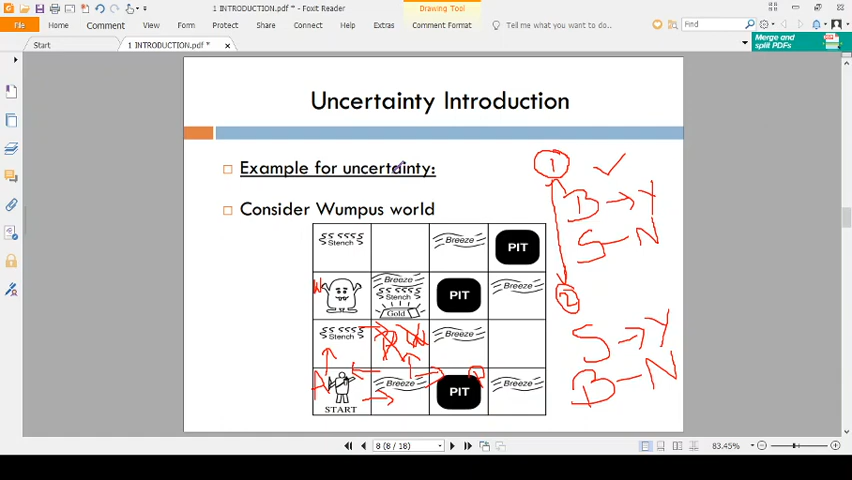 1 INTRODUCTION.pdf * - Foxit Reader
Drawing Tool
File Home Comment View Form Protect Share Connect Help Extras Comment Format Tell me what you want to do... Find
Start 1 INTRODUCTION.pdf * Merge and split PDFs
Uncertainty Introduction
Example for uncertainty:
Consider Wumpus world
1
B → Y
S — N
2
S → Y
B — N
Stench Breeze PIT
W Breeze Stench Gold PIT Breeze
Stench Breeze
A START Breeze PIT Breeze
8 (8 / 18) 83.45%